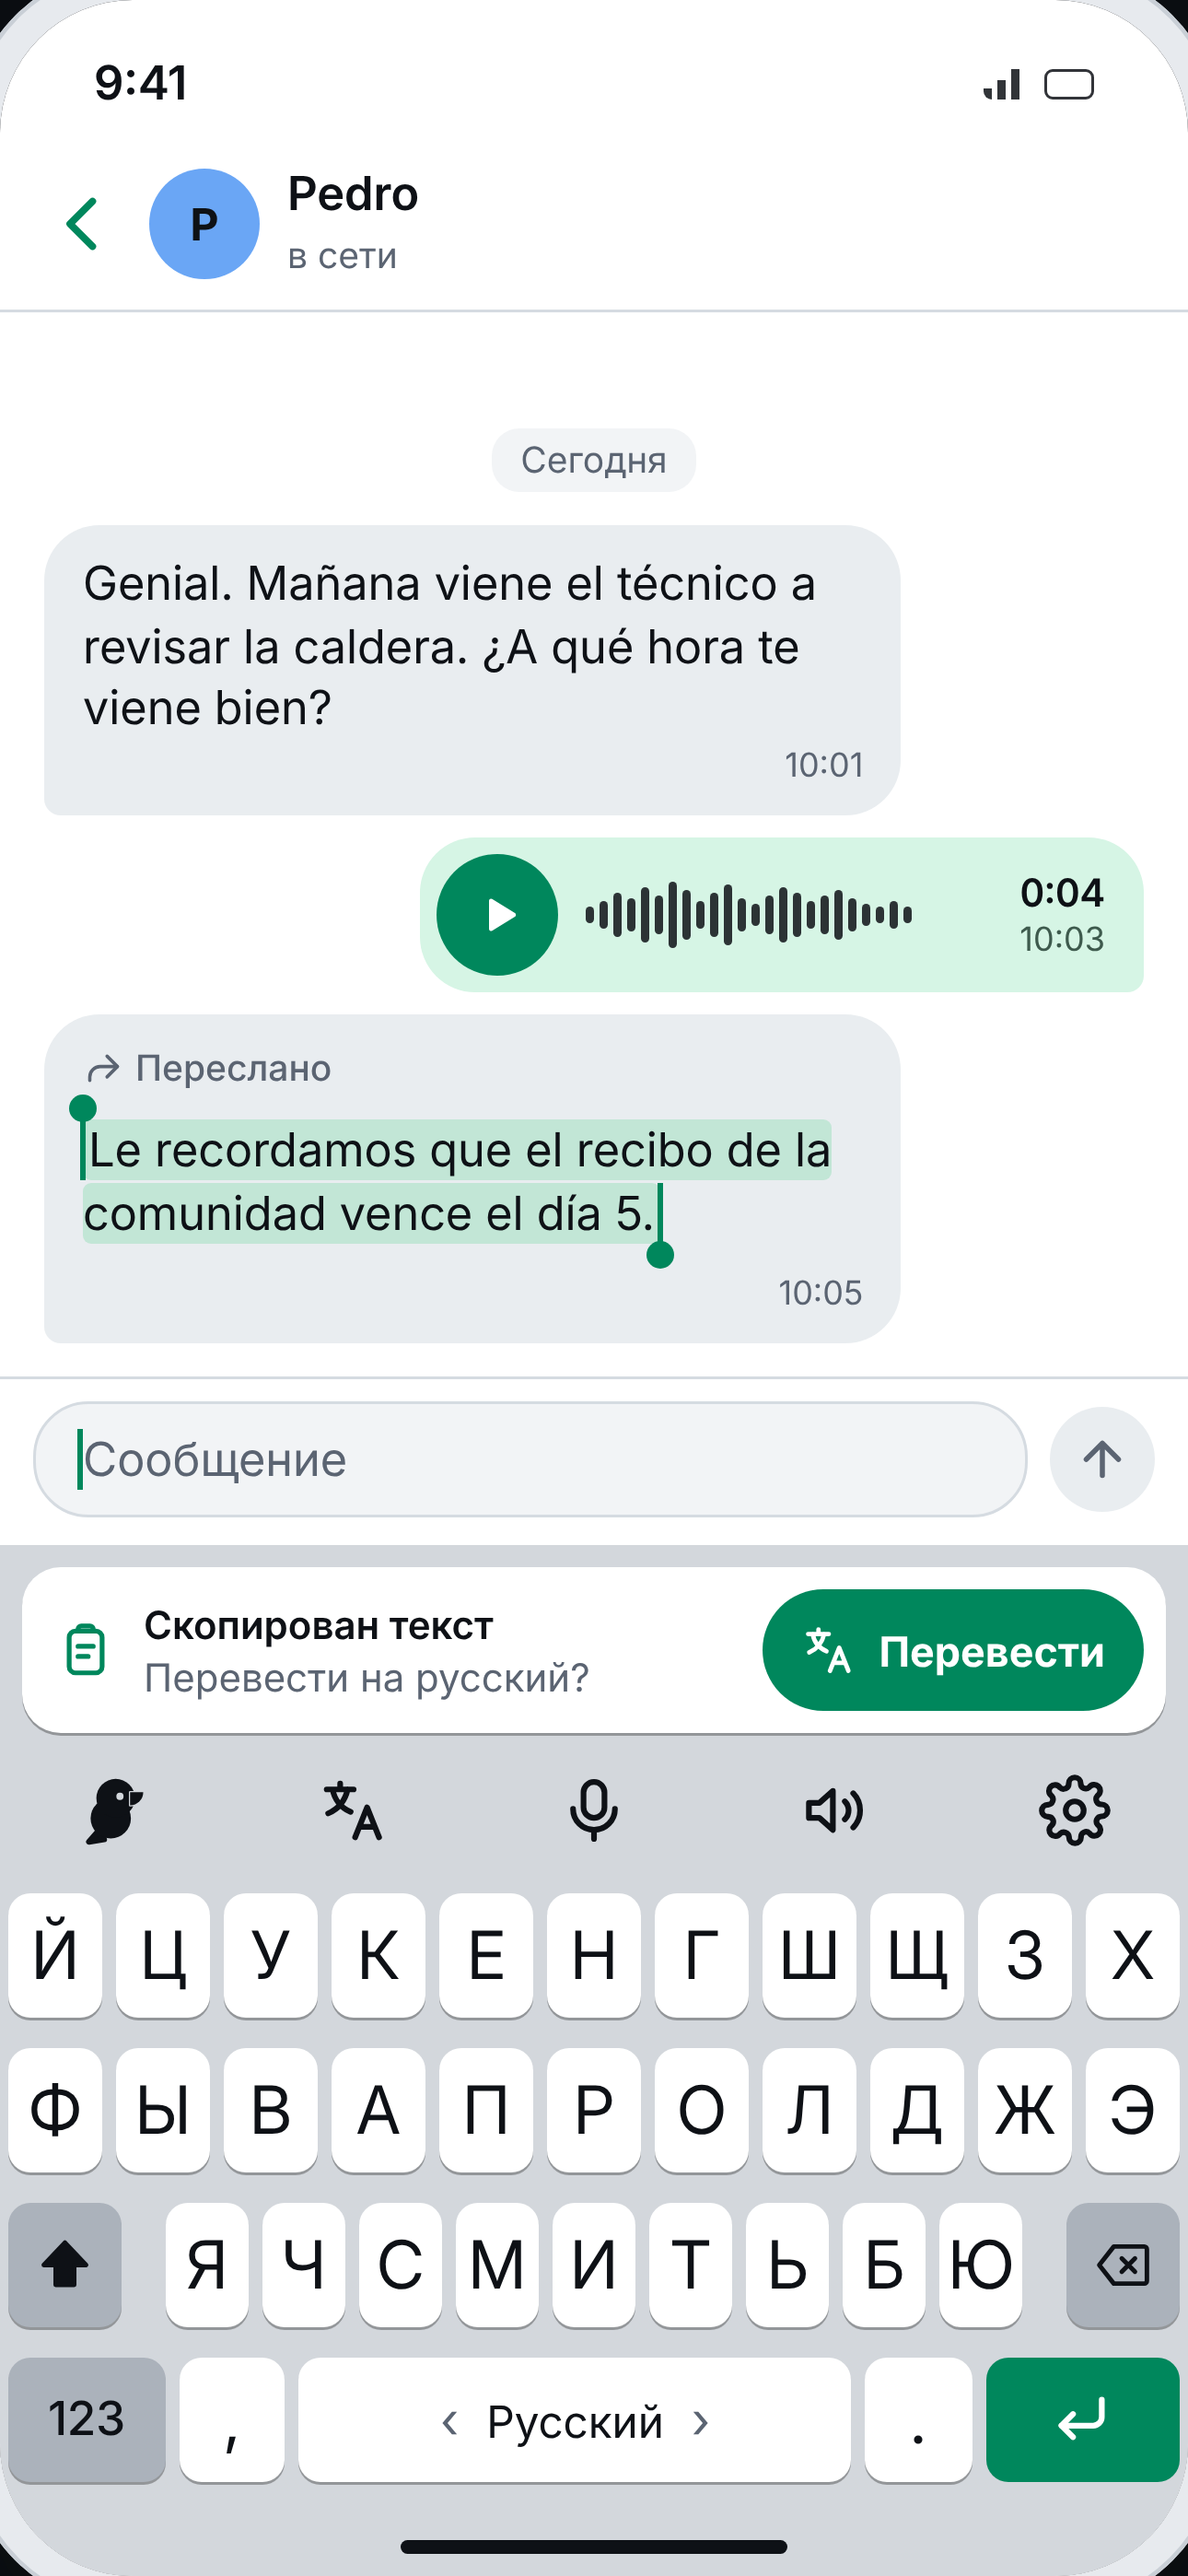 9:41
P
Pedro
в сети
Сегодня
Genial. Mañana viene el técnico a
revisar la caldera. ¿A qué hora te
viene bien?
10:01
0:04
10:03
Переслано
Le recordamos que el recibo de la
comunidad vence el día 5.
10:05
Сообщение
Скопирован текст
Перевести на русский?
Перевести
Й Ц У К Е Н Г Ш Щ З Х
Ф Ы В А П Р О Л Д Ж Э
Я Ч С М И Т Ь Б Ю
123 , ‹ Русский › .